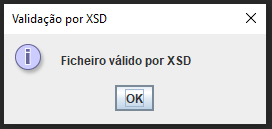 Validação por XSD
Ficheiro válido por XSD
OK